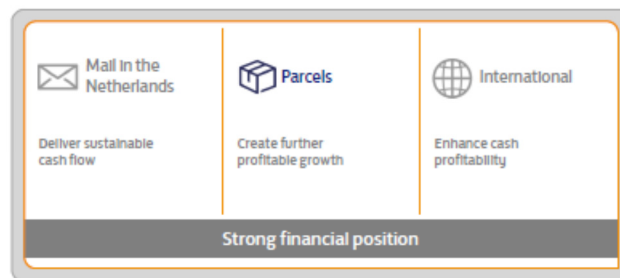 Mail in the
Netherlands
Parcels
International
Deliver sustainable
cash flow
Create further
profitable growth
Enhance cash
profitability
Strong financial position